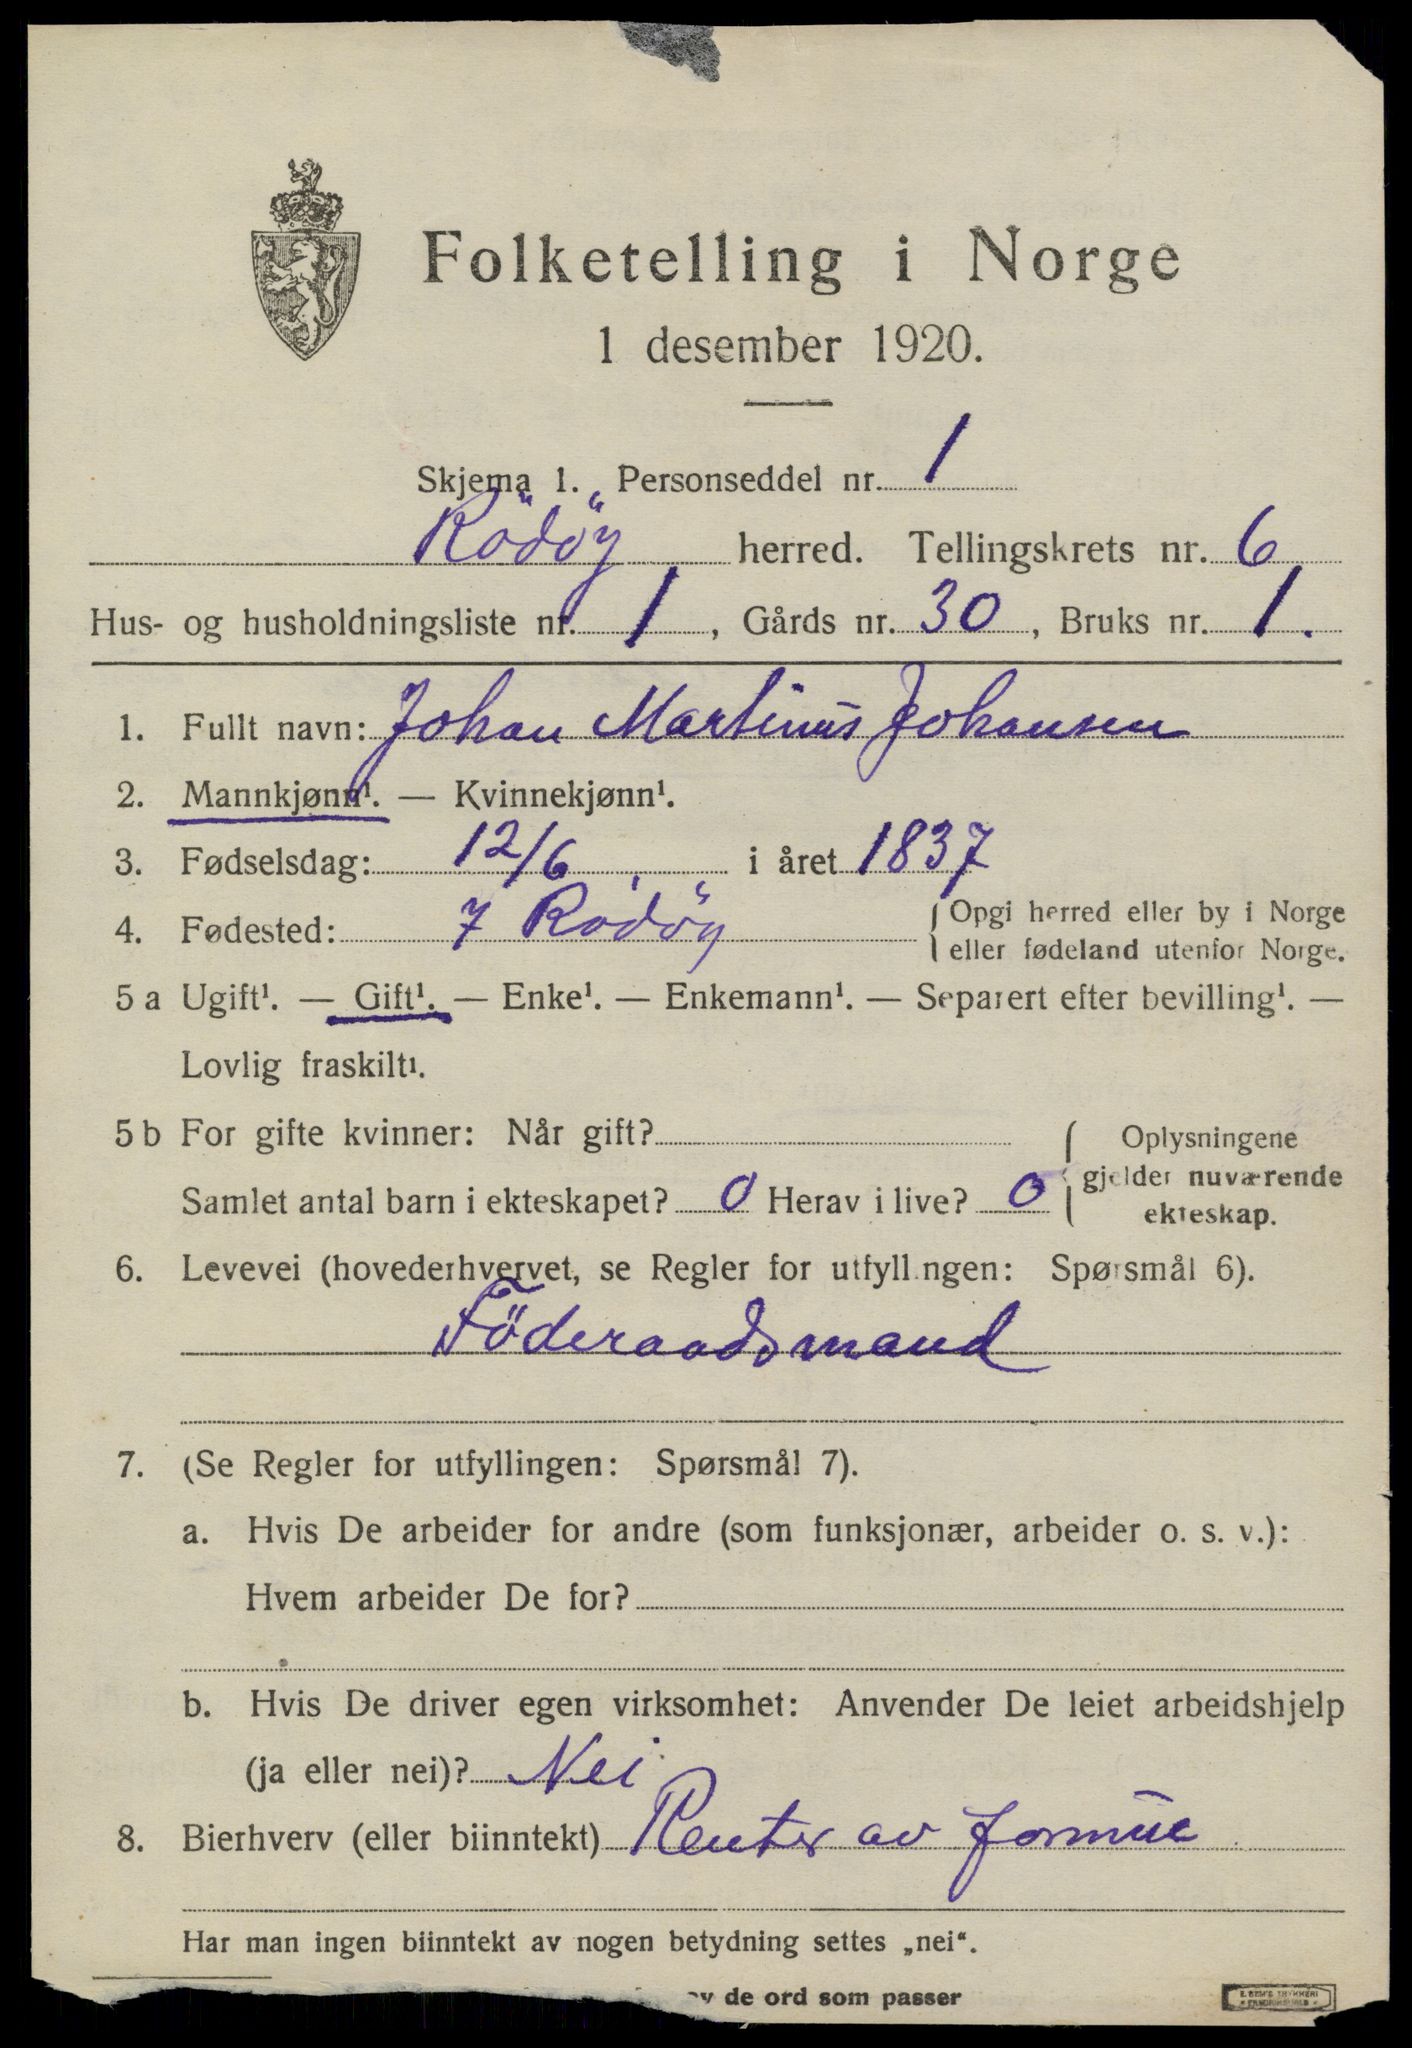 Folketelling i Norge
1 desember 1920.
Skjema 1. Personseddel nr. 1
Rödöy herred. Tellingskrets nr. 6
Hus- og husholdningsliste nr. 1, Gårds nr. 30, Bruks nr. 1.
1. Fullt navn: Johan Martinus Johansen
2. Mannkjønn¹. — Kvinnekjønn¹.
3. Fødselsdag: 12/6 i året 1837
4. Fødested: 7 Rödöy {Opgi herred eller by i Norge
eller fødeland utenfor Norge.
5 a Ugift¹. — Gift¹. — Enke¹. — Enkemann¹. — Separert efter bevilling¹. —
Lovlig fraskilt¹.
5 b For gifte kvinner: Når gift? { Oplysningene
gjelder nuværende
Samlet antal barn i ekteskapet? 0 Herav i live? 0
ekteskap.
6. Levevei (hovederhvervet, se Regler for utfyllingen: Spørsmål 6).
Föderaadsmand
7. (Se Regler for utfyllingen: Spørsmål 7).
a. Hvis De arbeider for andre (som funksjonær, arbeider o. s. v.):
Hvem arbeider De for?
b. Hvis De driver egen virksomhet: Anvender De leiet arbeidshjelp
(ja eller nei)? Nei
8. Bierhverv (eller biinntekt) Renter av formue
Har man ingen biinntekt av nogen betydning settes „nei“.
av de ord som passer